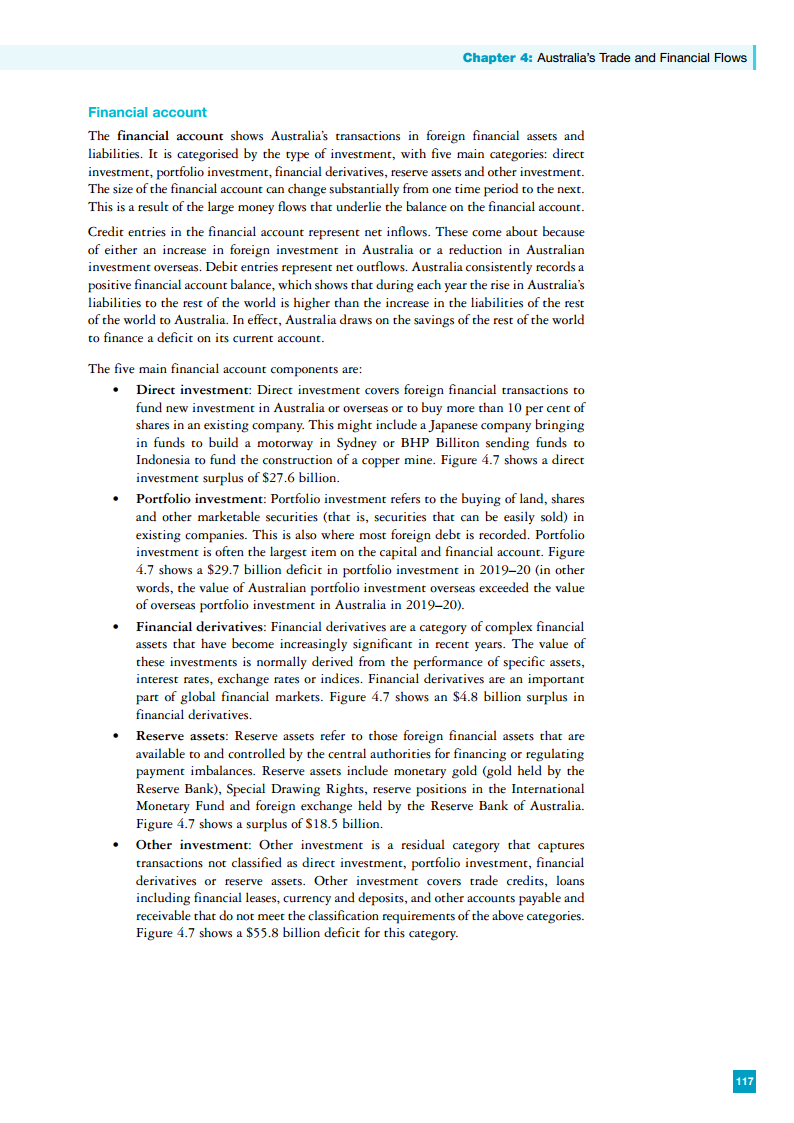 Chapter 4: Australia's Trade and Financial Flows
Financial account
The financial account shows Australia's transactions in foreign financial assets and
liabilities. It is categorised by the type of investment, with five main categories: direct
investment, portfolio investment, financial derivatives, reserve assets and other investment.
The size of the financial account can change substantially from one time period to the next.
This is a result of the large money flows that underlie the balance on the financial account.
Credit entries in the financial account represent net inflows. These come about because
of either an increase in foreign investment in Australia or a reduction in Australian
investment overseas. Debit entries represent net outflows. Australia consistently records a
positive financial account balance, which shows that during each year the rise in Australia's
liabilities to the rest of the world is higher than the increase in the liabilities of the rest
of the world to Australia. In effect, Australia draws on the savings of the rest of the world
to finance a deficit on its current account.
The five main financial account components are:
• Direct investment: Direct investment covers foreign financial transactions to
fund new investment in Australia or overseas or to buy more than 10 per cent of
shares in an existing company. This might include a Japanese company bringing
in funds to build a motorway in Sydney or BHP Billiton sending funds to
Indonesia to fund the construction of a copper mine. Figure 4.7 shows a direct
investment surplus of $27.6 billion.
• Portfolio investment: Portfolio investment refers to the buying of land, shares
and other marketable securities (that is, securities that can be easily sold) in
existing companies. This is also where most foreign debt is recorded. Portfolio
investment is often the largest item on the capital and financial account. Figure
4.7 shows a $29.7 billion deficit in portfolio investment in 2019–20 (in other
words, the value of Australian portfolio investment overseas exceeded the value
of overseas portfolio investment in Australia in 2019–20).
• Financial derivatives: Financial derivatives are a category of complex financial
assets that have become increasingly significant in recent years. The value of
these investments is normally derived from the performance of specific assets,
interest rates, exchange rates or indices. Financial derivatives are an important
part of global financial markets. Figure 4.7 shows an $4.8 billion surplus in
financial derivatives.
• Reserve assets: Reserve assets refer to those foreign financial assets that are
available to and controlled by the central authorities for financing or regulating
payment imbalances. Reserve assets include monetary gold (gold held by the
Reserve Bank), Special Drawing Rights, reserve positions in the International
Monetary Fund and foreign exchange held by the Reserve Bank of Australia.
Figure 4.7 shows a surplus of $18.5 billion.
• Other investment: Other investment is a residual category that captures
transactions not classified as direct investment, portfolio investment, financial
derivatives or reserve assets. Other investment covers trade credits, loans
including financial leases, currency and deposits, and other accounts payable and
receivable that do not meet the classification requirements of the above categories.
Figure 4.7 shows a $55.8 billion deficit for this category.
117